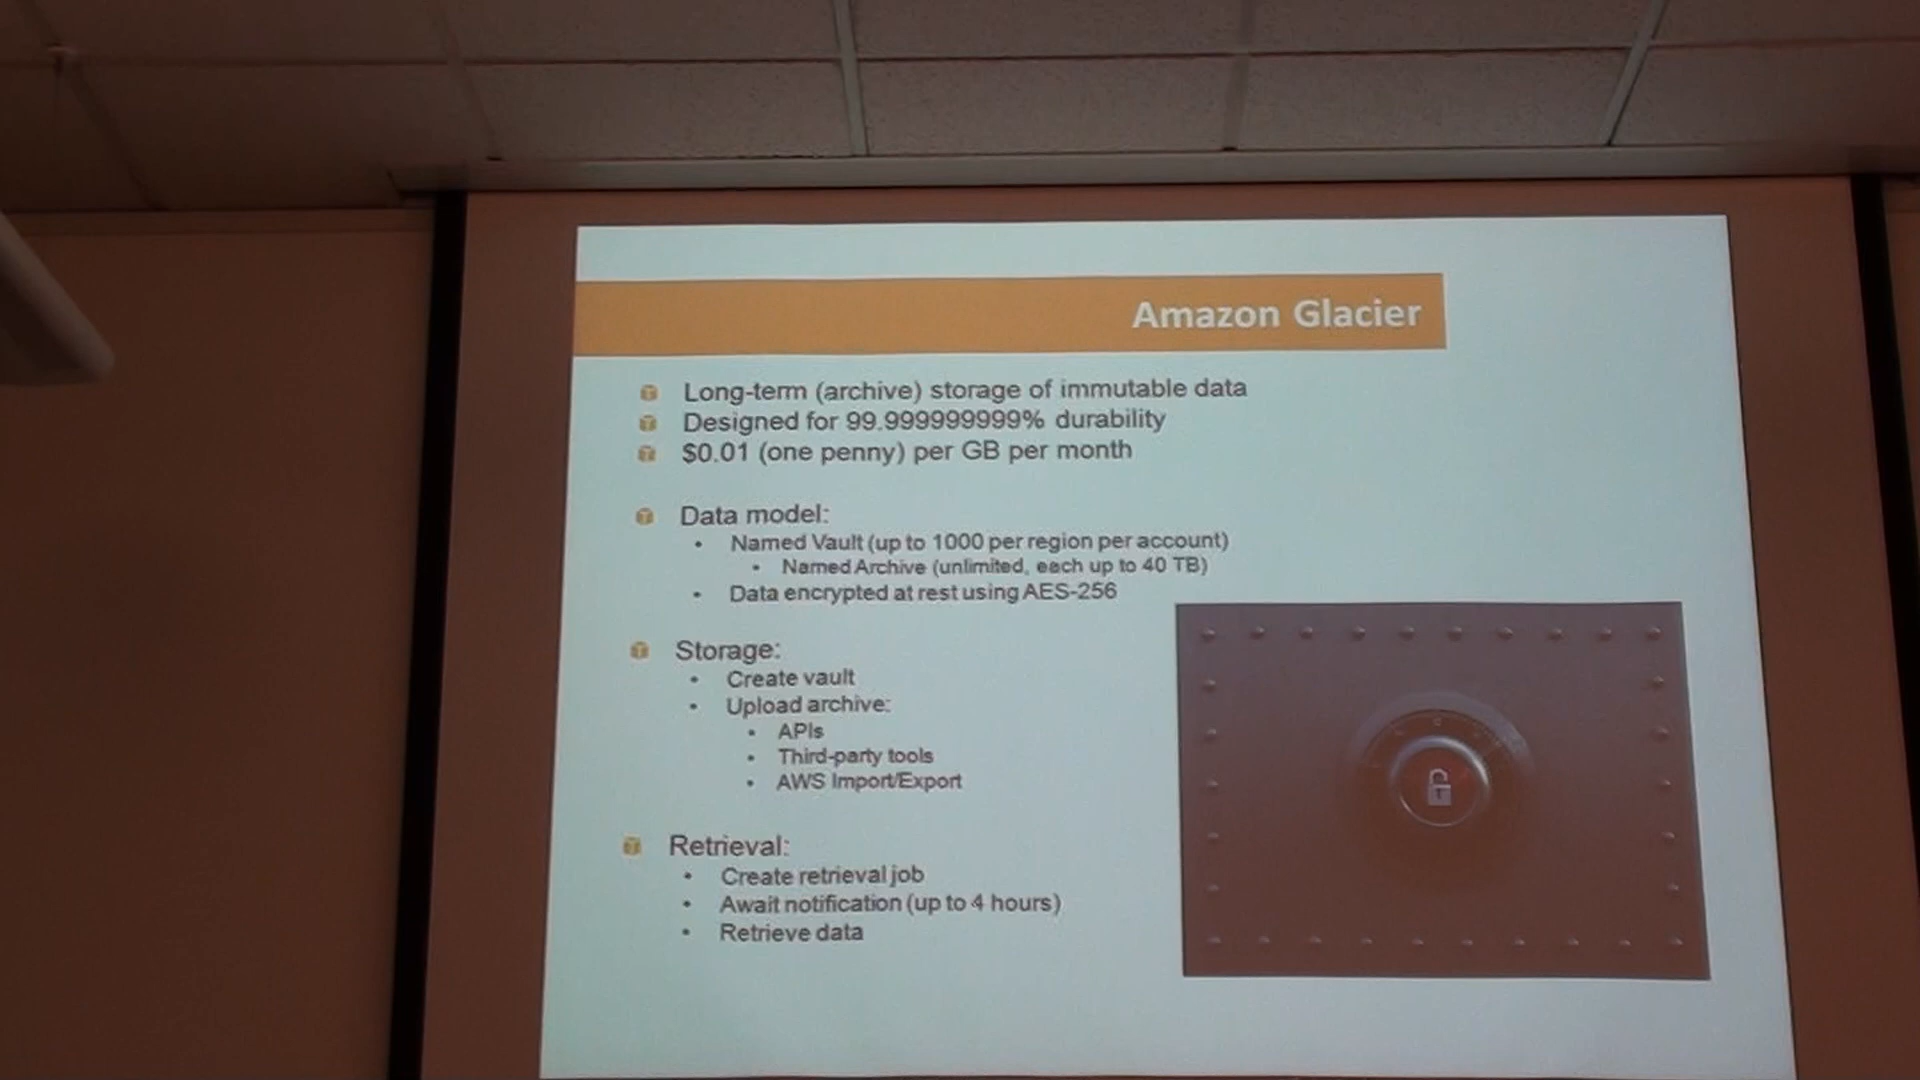 Amazon Glacier
Long-term (archive) storage of immutable data
Designed for 99.999999999% durability
$0.01 (one penny) per GB per month
Data model:
• Named Vault (up to 1000 per region per account)
• Named Archive (unlimited, each up to 40 TB)
• Data encrypted at rest using AES-256
Storage:
• Create vault
• Upload archive:
• APIs
• Third-party tools
• AWS Import/Export
Retrieval:
• Create retrieval job
• Await notification (up to 4 hours)
• Retrieve data